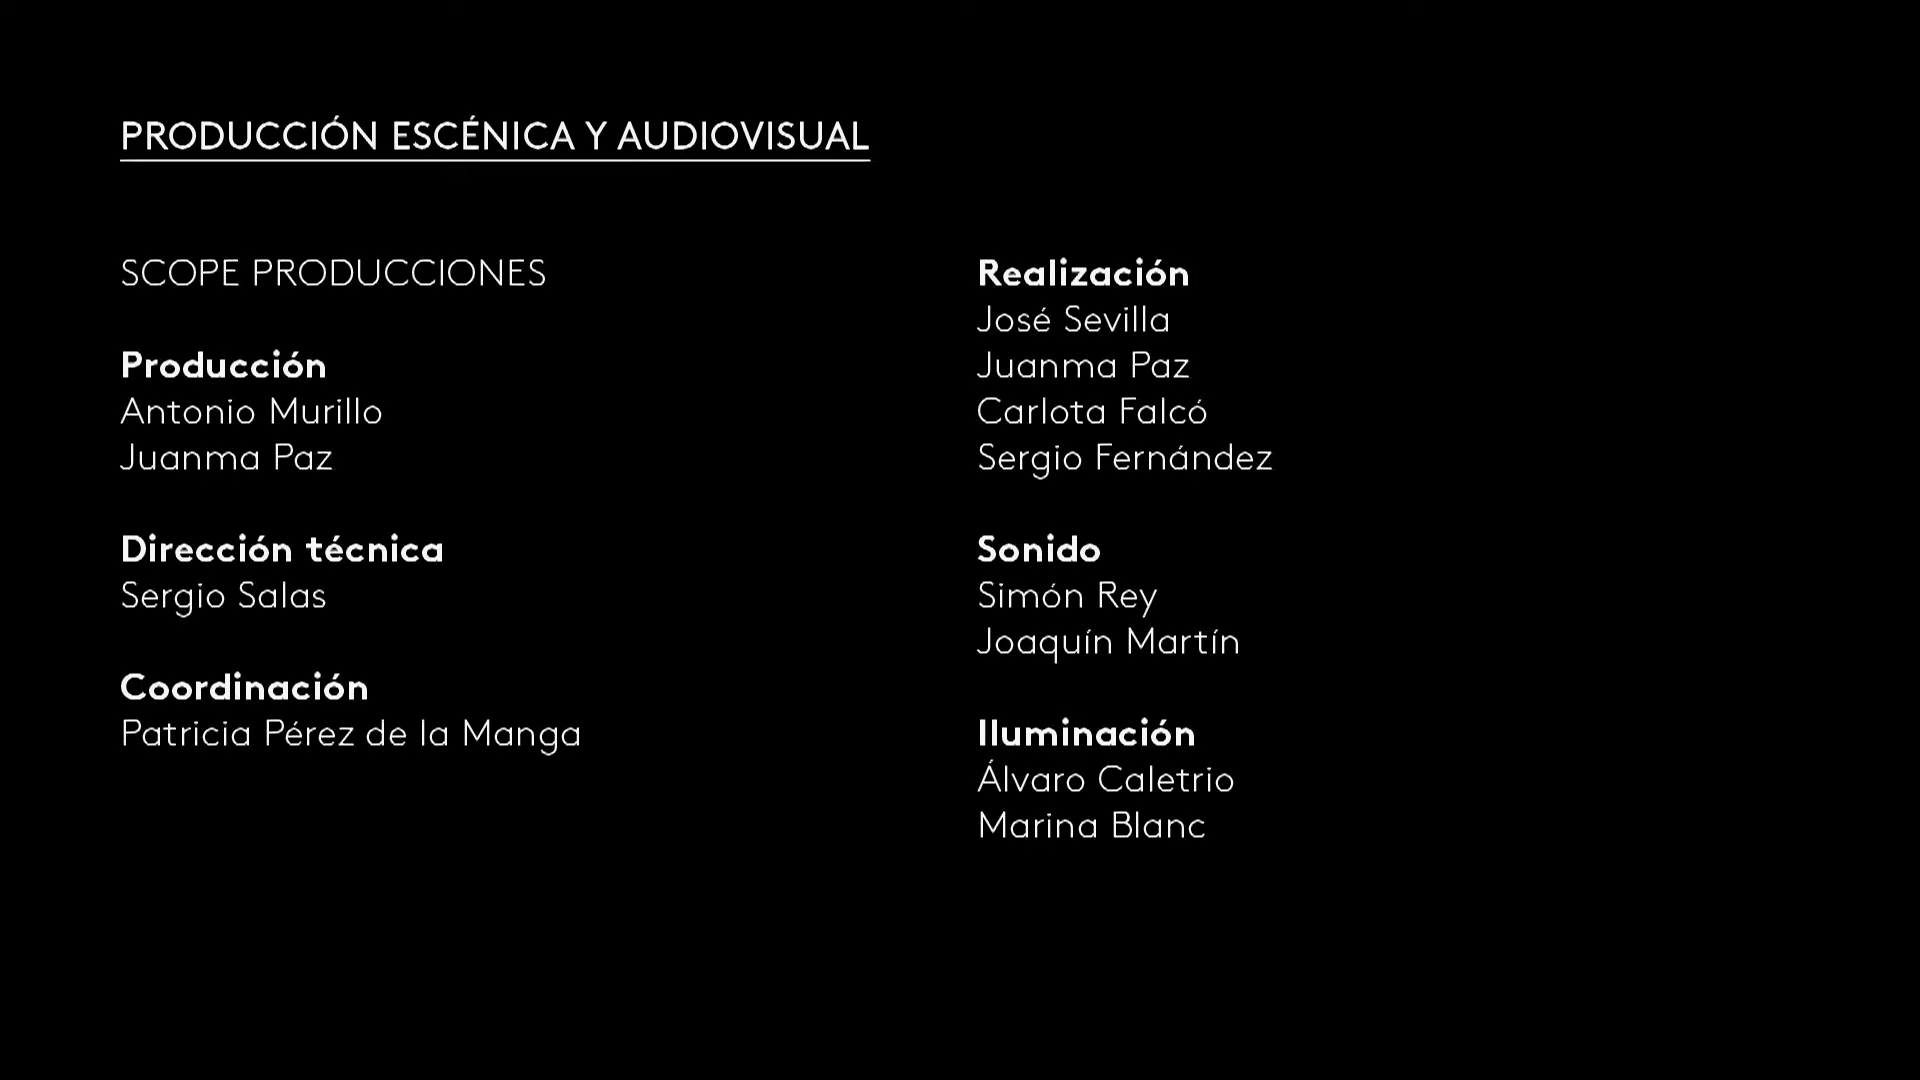 PRODUCCIÓN ESCÉNICA Y AUDIOVISUAL
SCOPE PRODUCCIONES
Producción
Antonio Murillo
Juanma Paz
Dirección técnica
Sergio Salas
Coordinación
Patricia Pérez de la Manga
Realización
José Sevilla
Juanma Paz
Carlota Falcó
Sergio Fernández
Sonido
Simón Rey
Joaquín Martín
Iluminación
Álvaro Caletrio
Marina Blanc